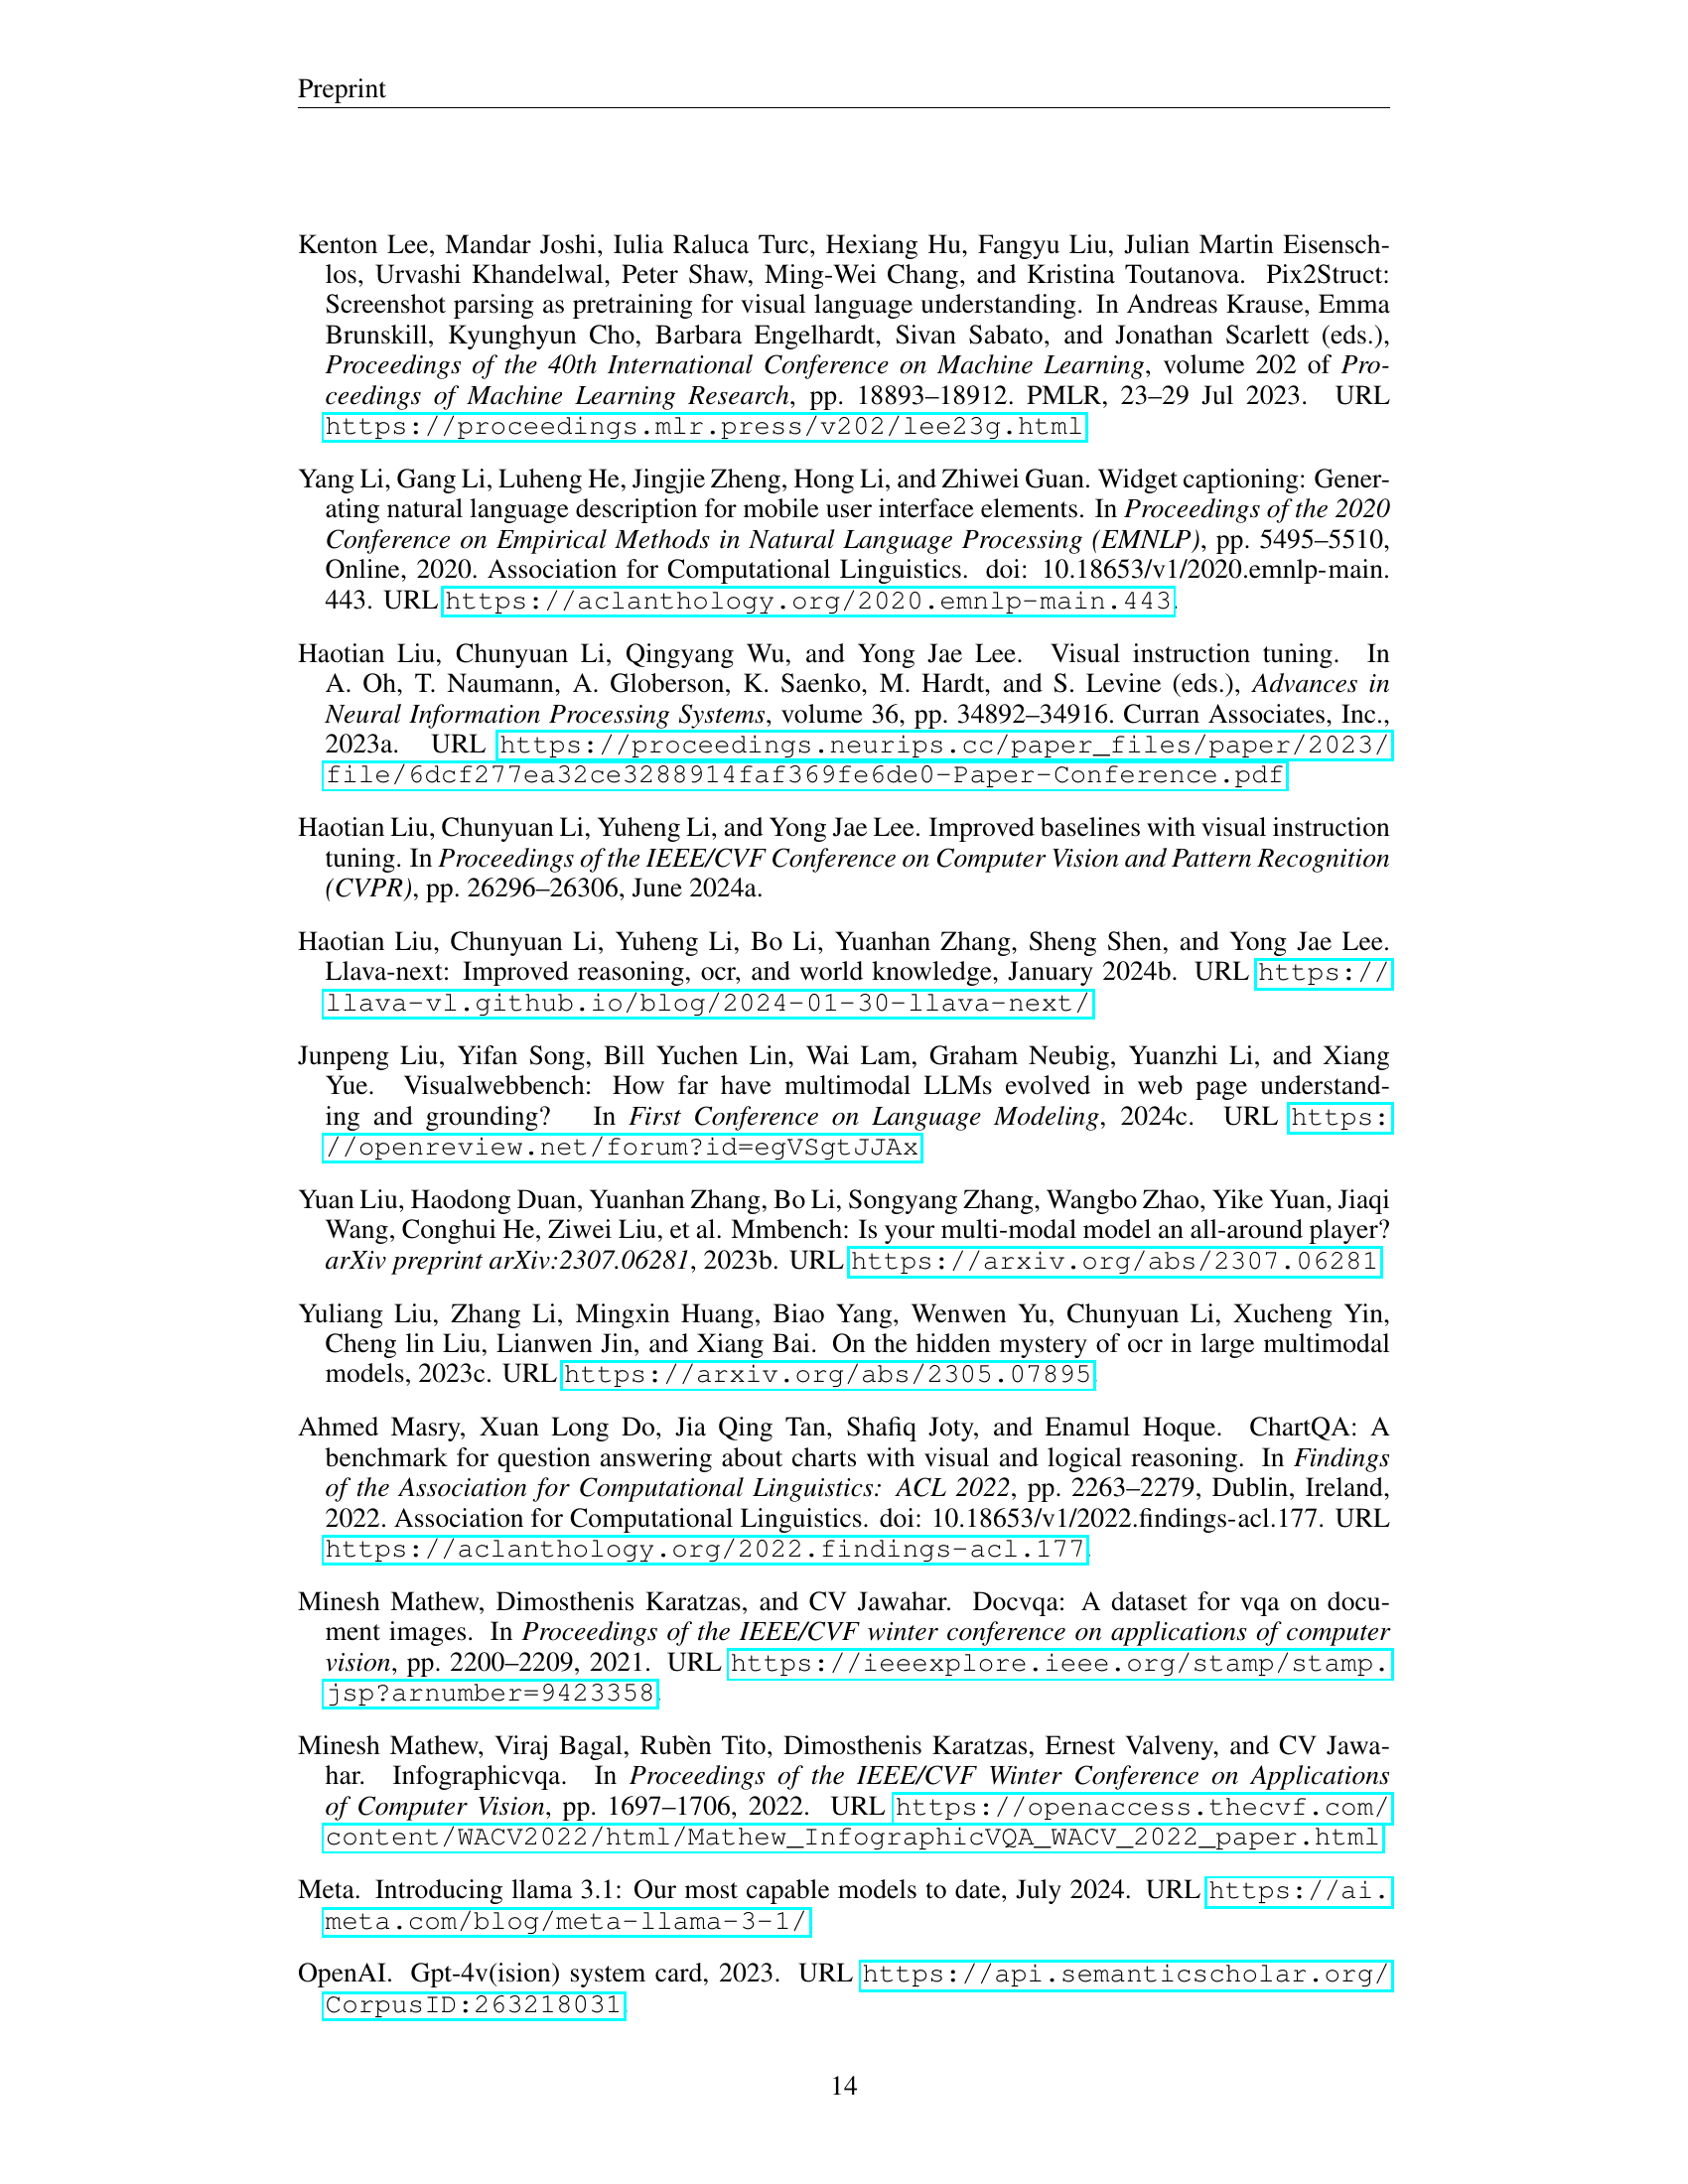 Preprint
Kenton Lee, Mandar Joshi, Iulia Raluca Turc, Hexiang Hu, Fangyu Liu, Julian Martin Eisensch-
los, Urvashi Khandelwal, Peter Shaw, Ming-Wei Chang, and Kristina Toutanova. Pix2Struct:
Screenshot parsing as pretraining for visual language understanding. In Andreas Krause, Emma
Brunskill, Kyunghyun Cho, Barbara Engelhardt, Sivan Sabato, and Jonathan Scarlett (eds.),
Proceedings of the 40th International Conference on Machine Learning, volume 202 of Pro-
ceedings of Machine Learning Research, pp. 18893–18912. PMLR, 23–29 Jul 2023. URL
https://proceedings.mlr.press/v202/lee23g.html
Yang Li, Gang Li, Luheng He, Jingjie Zheng, Hong Li, and Zhiwei Guan. Widget captioning: Gener-
ating natural language description for mobile user interface elements. In Proceedings of the 2020
Conference on Empirical Methods in Natural Language Processing (EMNLP), pp. 5495–5510,
Online, 2020. Association for Computational Linguistics. doi: 10.18653/v1/2020.emnlp-main.
443. URL https://aclanthology.org/2020.emnlp-main.443.
Haotian Liu, Chunyuan Li, Qingyang Wu, and Yong Jae Lee. Visual instruction tuning. In
A. Oh, T. Naumann, A. Globerson, K. Saenko, M. Hardt, and S. Levine (eds.), Advances in
Neural Information Processing Systems, volume 36, pp. 34892–34916. Curran Associates, Inc.,
2023a. URL https://proceedings.neurips.cc/paper_files/paper/2023/
file/6dcf277ea32ce3288914faf369fe6de0-Paper-Conference.pdf
Haotian Liu, Chunyuan Li, Yuheng Li, and Yong Jae Lee. Improved baselines with visual instruction
tuning. In Proceedings of the IEEE/CVF Conference on Computer Vision and Pattern Recognition
(CVPR), pp. 26296–26306, June 2024a.
Haotian Liu, Chunyuan Li, Yuheng Li, Bo Li, Yuanhan Zhang, Sheng Shen, and Yong Jae Lee.
Llava-next: Improved reasoning, ocr, and world knowledge, January 2024b. URL https://
llava-vl.github.io/blog/2024-01-30-llava-next/
Junpeng Liu, Yifan Song, Bill Yuchen Lin, Wai Lam, Graham Neubig, Yuanzhi Li, and Xiang
Yue. Visualwebbench: How far have multimodal LLMs evolved in web page understand-
ing and grounding? In First Conference on Language Modeling, 2024c. URL https:
//openreview.net/forum?id=egVSgtJJAx
Yuan Liu, Haodong Duan, Yuanhan Zhang, Bo Li, Songyang Zhang, Wangbo Zhao, Yike Yuan, Jiaqi
Wang, Conghui He, Ziwei Liu, et al. Mmbench: Is your multi-modal model an all-around player?
arXiv preprint arXiv:2307.06281, 2023b. URL https://arxiv.org/abs/2307.06281
Yuliang Liu, Zhang Li, Mingxin Huang, Biao Yang, Wenwen Yu, Chunyuan Li, Xucheng Yin,
Cheng lin Liu, Lianwen Jin, and Xiang Bai. On the hidden mystery of ocr in large multimodal
models, 2023c. URL https://arxiv.org/abs/2305.07895.
Ahmed Masry, Xuan Long Do, Jia Qing Tan, Shafiq Joty, and Enamul Hoque. ChartQA: A
benchmark for question answering about charts with visual and logical reasoning. In Findings
of the Association for Computational Linguistics: ACL 2022, pp. 2263–2279, Dublin, Ireland,
2022. Association for Computational Linguistics. doi: 10.18653/v1/2022.findings-acl.177. URL
https://aclanthology.org/2022.findings-acl.177.
Minesh Mathew, Dimosthenis Karatzas, and CV Jawahar. Docvqa: A dataset for vqa on docu-
ment images. In Proceedings of the IEEE/CVF winter conference on applications of computer
vision, pp. 2200–2209, 2021. URL https://ieeexplore.ieee.org/stamp/stamp.
jsp?arnumber=9423358.
Minesh Mathew, Viraj Bagal, Rubèn Tito, Dimosthenis Karatzas, Ernest Valveny, and CV Jawa-
har. Infographicvqa. In Proceedings of the IEEE/CVF Winter Conference on Applications
of Computer Vision, pp. 1697–1706, 2022. URL https://openaccess.thecvf.com/
content/WACV2022/html/Mathew_InfographicVQA_WACV_2022_paper.html
Meta. Introducing llama 3.1: Our most capable models to date, July 2024. URL https://ai.
meta.com/blog/meta-llama-3-1/
OpenAI. Gpt-4v(ision) system card, 2023. URL https://api.semanticscholar.org/
CorpusID:263218031
14